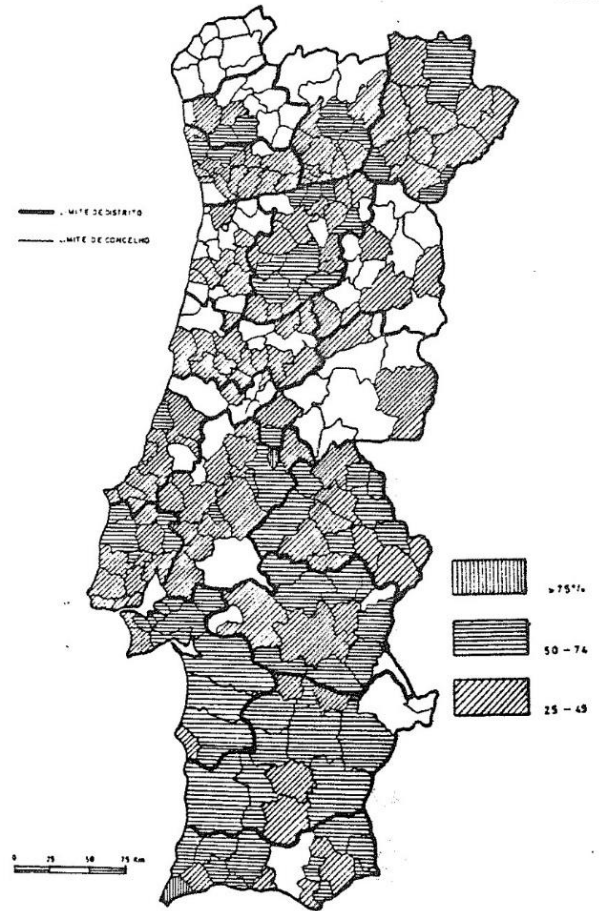 LIMITE DE DISTRITO
LIMITE DE CONCELHO
>75%
50 – 74
25 – 49
0 25 50 75 Km